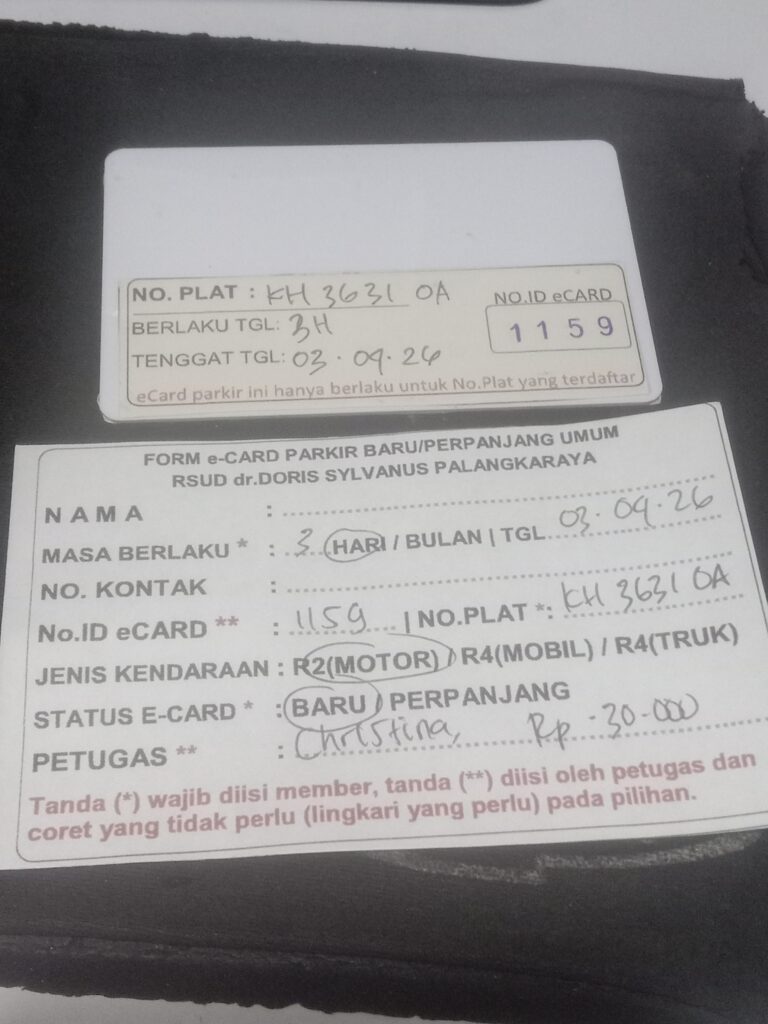 NO. PLAT : KH 3631 OA
NO.ID eCARD
BERLAKU TGL: 3H
1159
TENGGAT TGL: 03.09.26
eCard parkir ini hanya berlaku untuk No.Plat yang terdaftar
FORM e-CARD PARKIR BARU/PERPANJANG UMUM
RSUD dr.DORIS SYLVANUS PALANGKARAYA
NAMA :
MASA BERLAKU * : 3 HARI / BULAN | TGL 03.09.26
NO. KONTAK :
No.ID eCARD ** : 1159 | NO.PLAT *: KH 3631 OA
JENIS KENDARAAN : R2(MOTOR) / R4(MOBIL) / R4(TRUK)
STATUS E-CARD * : BARU / PERPANJANG
PETUGAS ** : Christina, Rp. 30.000
Tanda (*) wajib diisi member, tanda (**) diisi oleh petugas dan
coret yang tidak perlu (lingkari yang perlu) pada pilihan.